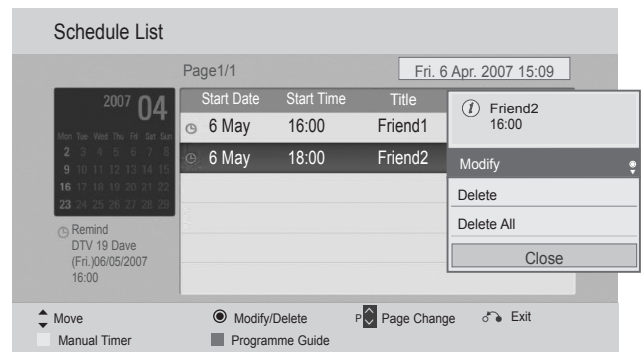 Schedule List
Page1/1
Fri. 6 Apr. 2007 15:09
2007 04
Mon Tue Wed Thu Fri Sat Sun
2 3 4 5 6 7 8
9 10 11 12 13 14 15
16 17 18 19 20 21 22
23 24 25 26 27 28 29
Remind
DTV 19 Dave
(Fri.)06/05/2007
16:00
Start Date Start Time Title
6 May 16:00 Friend1
6 May 18:00 Friend2
Friend2
16:00
Modify
Delete
Delete All
Close
Move
Modify/Delete
P Page Change
Exit
Manual Timer
Programme Guide